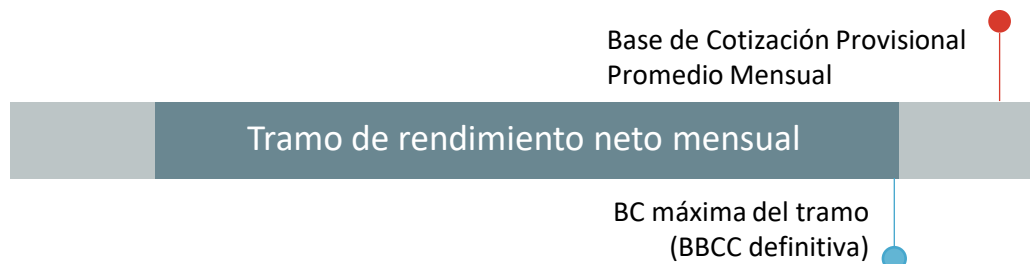 Base de Cotización Provisional
Promedio Mensual
Tramo de rendimiento neto mensual
BC máxima del tramo
(BBCC definitiva)